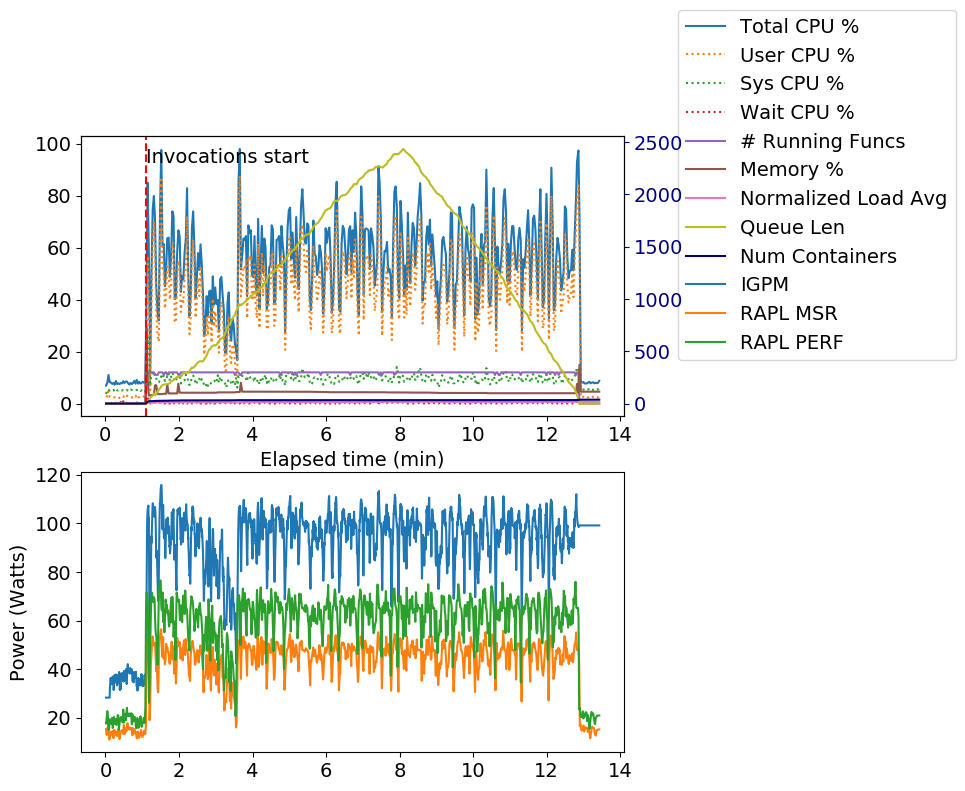 Total CPU %
User CPU %
Sys CPU %
Wait CPU %
# Running Funcs
Memory %
Normalized Load Avg
Queue Len
Num Containers
IGPM
RAPL MSR
RAPL PERF
Invocations start
100
80
60
40
20
0
2500
2000
1500
1000
500
0
0 2 4 6 8 10 12 14
Elapsed time (min)
Power (Watts)
120
100
80
60
40
20
0 2 4 6 8 10 12 14